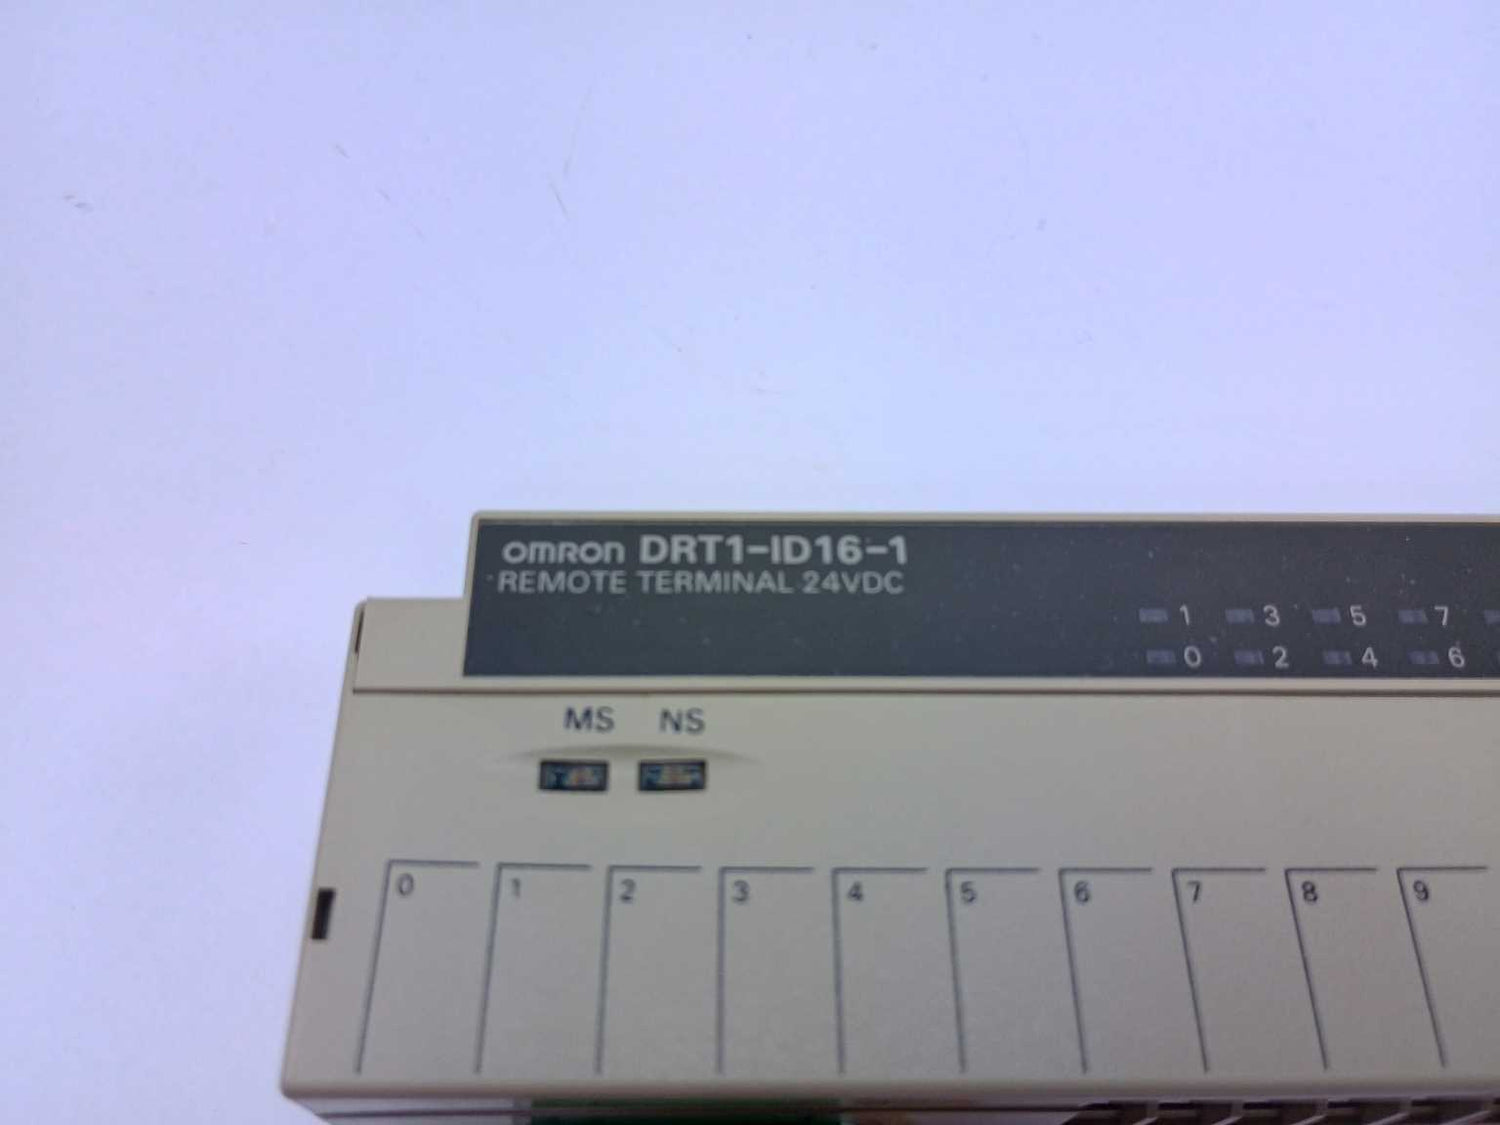 omron DRT1-ID16-1
REMOTE TERMINAL 24VDC
1 3 5 7
0 2 4 6
MS NS
0 1 2 3 4 5 6 7 8 9